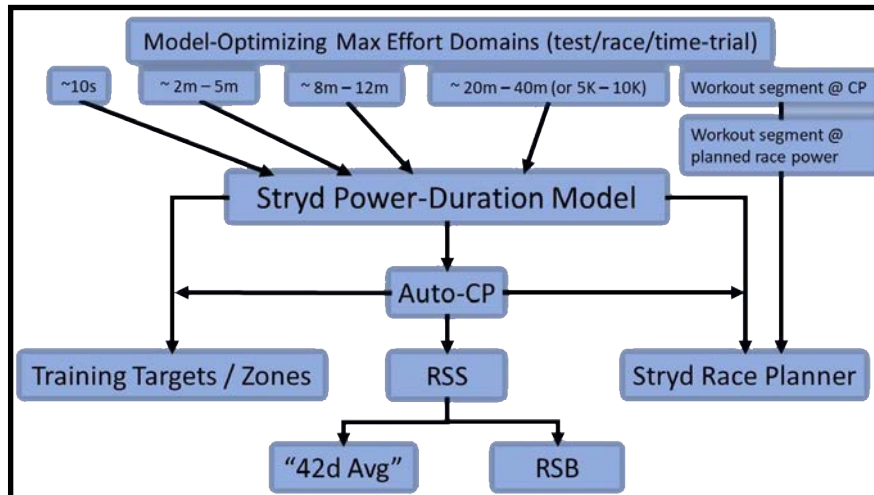 Model-Optimizing Max Effort Domains (test/race/time-trial)
~10s
~ 2m – 5m
~ 8m – 12m
~ 20m – 40m (or 5K – 10K)
Workout segment @ CP
Workout segment @
planned race power
Stryd Power-Duration Model
Auto-CP
Training Targets / Zones
RSS
Stryd Race Planner
“42d Avg”
RSB